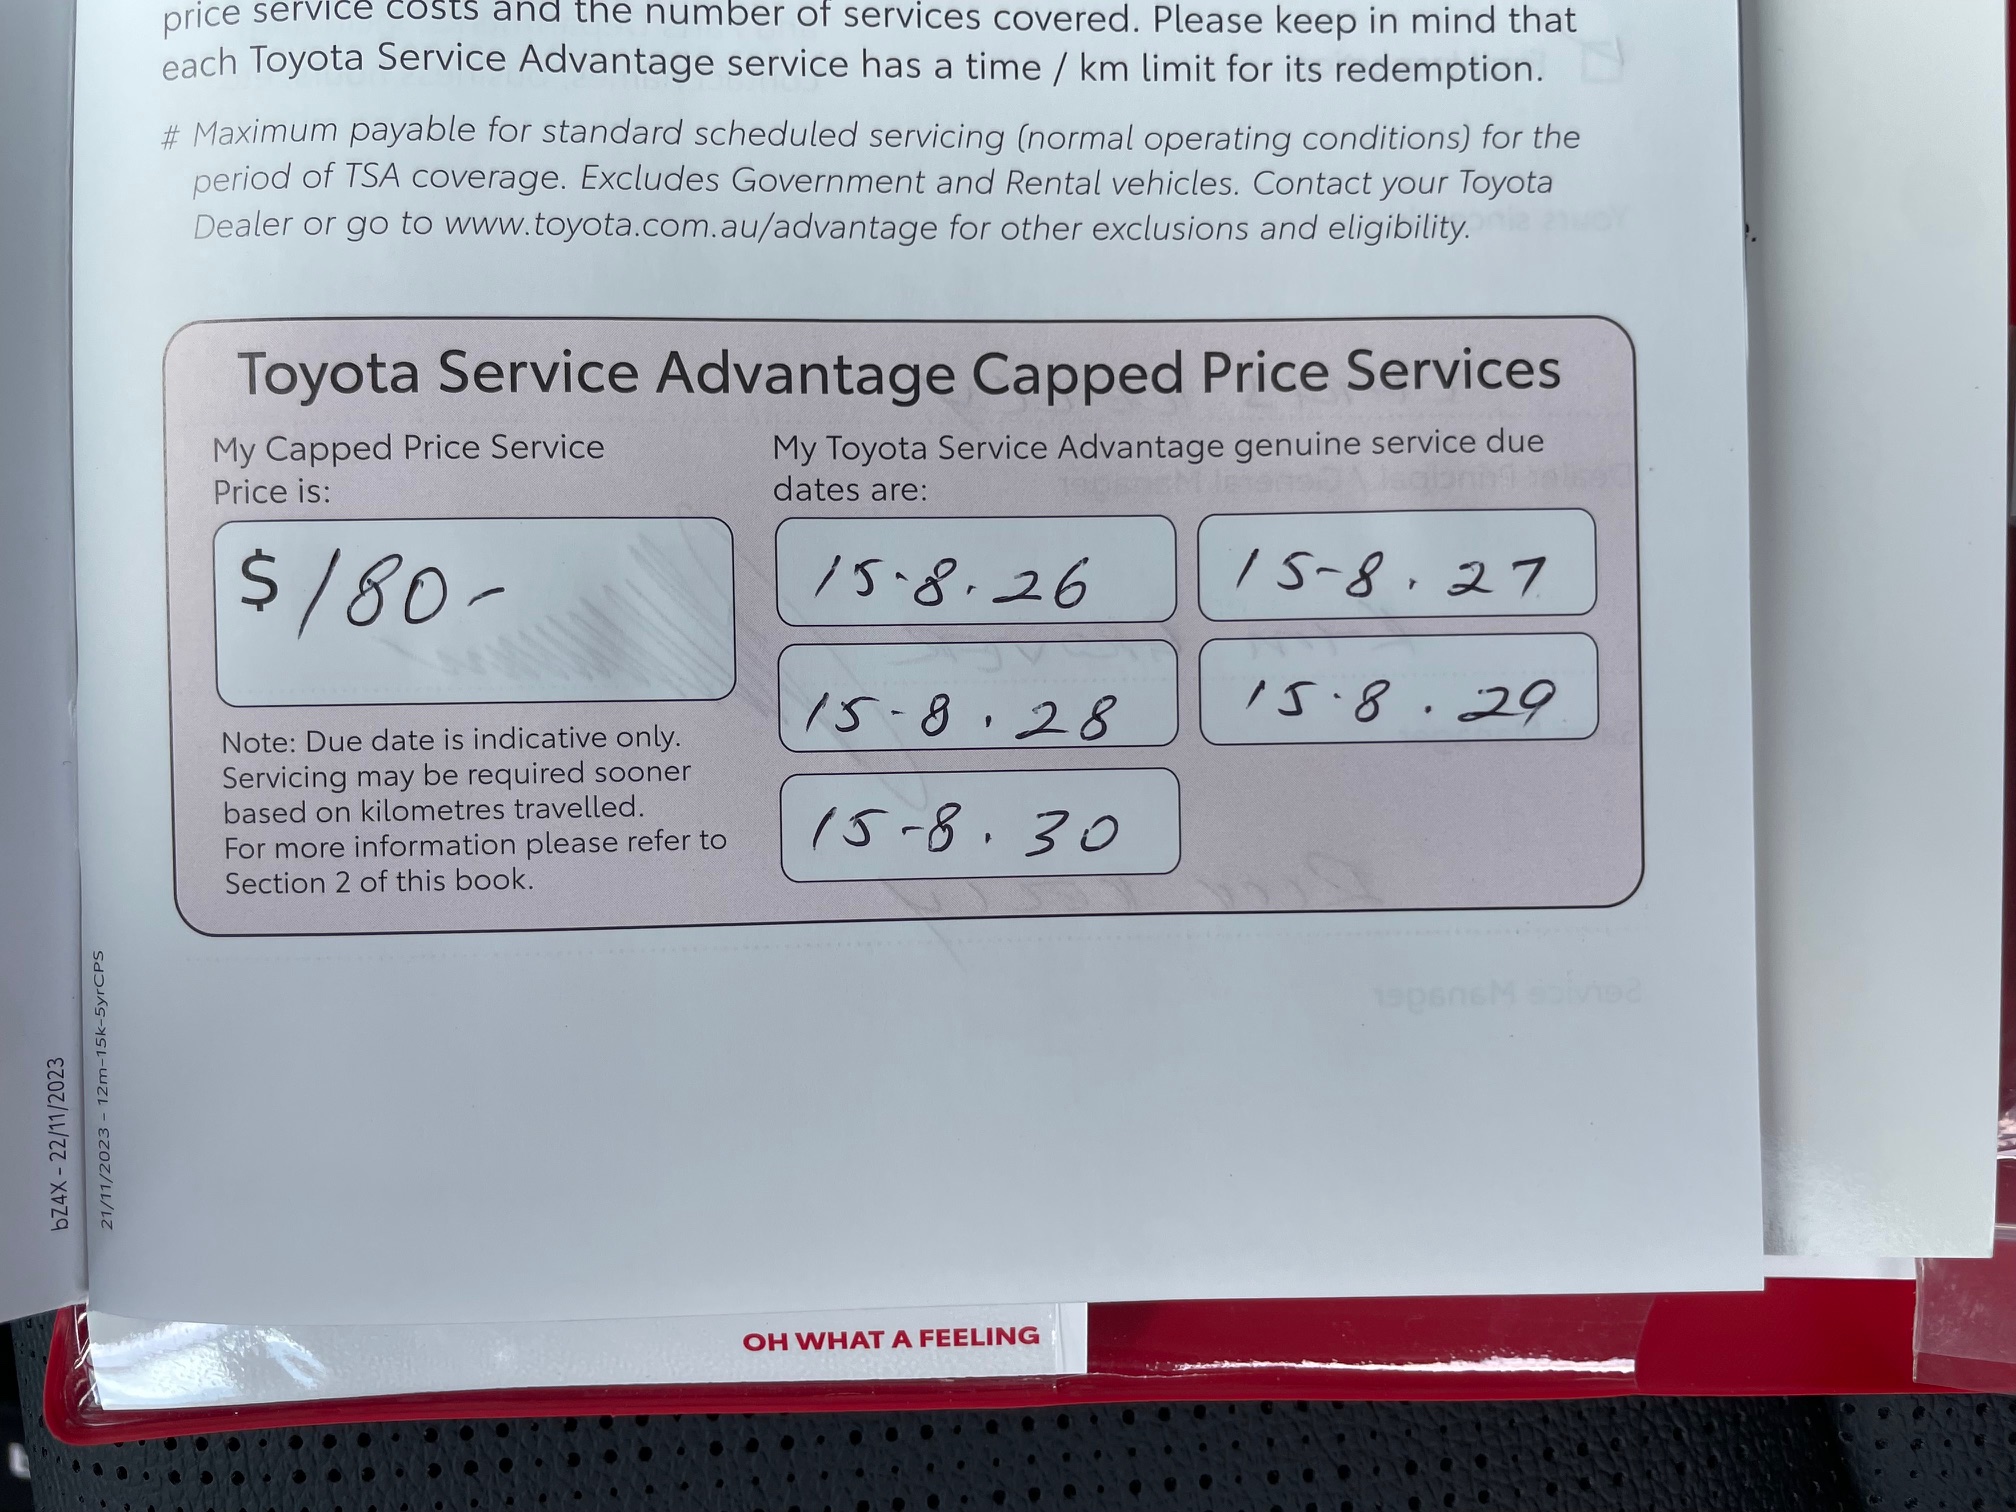 price service costs and the number of services covered. Please keep in mind that
each Toyota Service Advantage service has a time / km limit for its redemption.
# Maximum payable for standard scheduled servicing (normal operating conditions) for the
period of TSA coverage. Excludes Government and Rental vehicles. Contact your Toyota
Dealer or go to www.toyota.com.au/advantage for other exclusions and eligibility.
Toyota Service Advantage Capped Price Services
My Capped Price Service
Price is:
$180-
Note: Due date is indicative only.
Servicing may be required sooner
based on kilometres travelled.
For more information please refer to
Section 2 of this book.
My Toyota Service Advantage genuine service due
dates are:
15-8.26
15-8.27
15-8.28
15-8.29
15-8.30
bZ4X - 22/11/2023
21/11/2023 - 12m-15k-5yrCPS
OH WHAT A FEELING